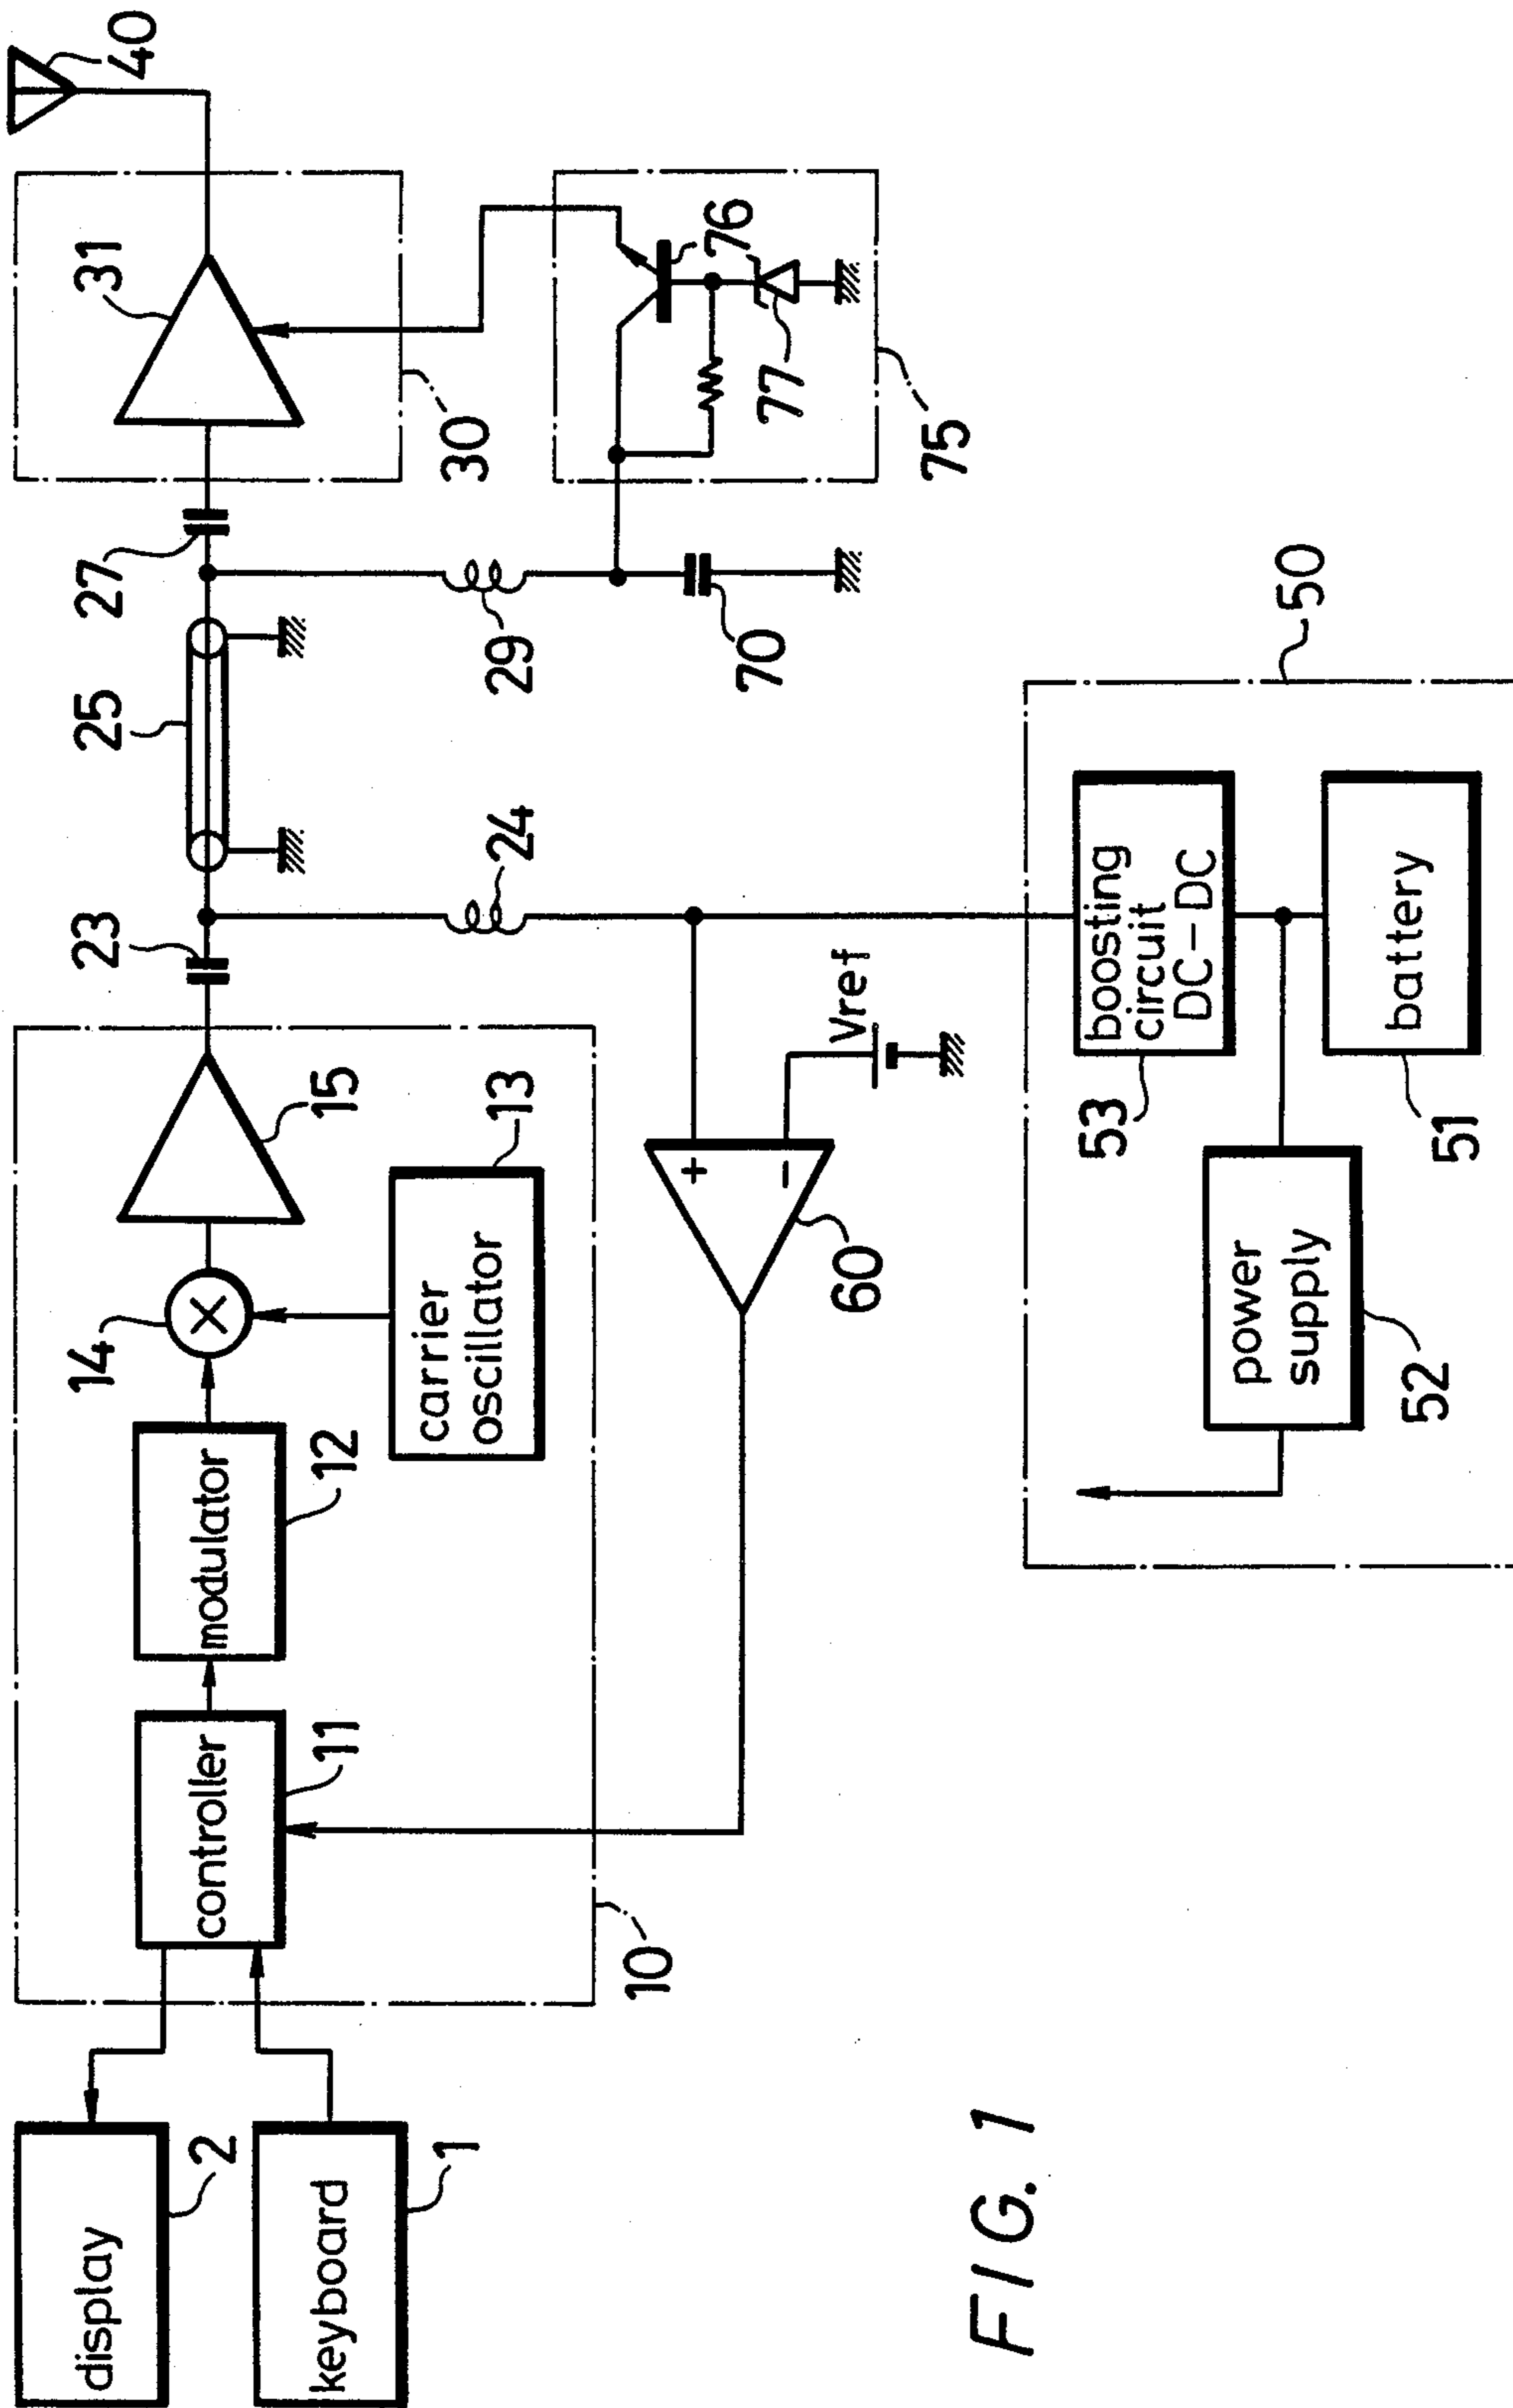 display
2
keyboard
1
controller
11
modulator
12
14
carrier
oscillator
13
15
10
23
24
25
27
29
31
30
40
70
76
77
75
+
-
60
Vref
boosting
circuit
DC-DC
53
battery
51
power
supply
52
50
FIG. 1